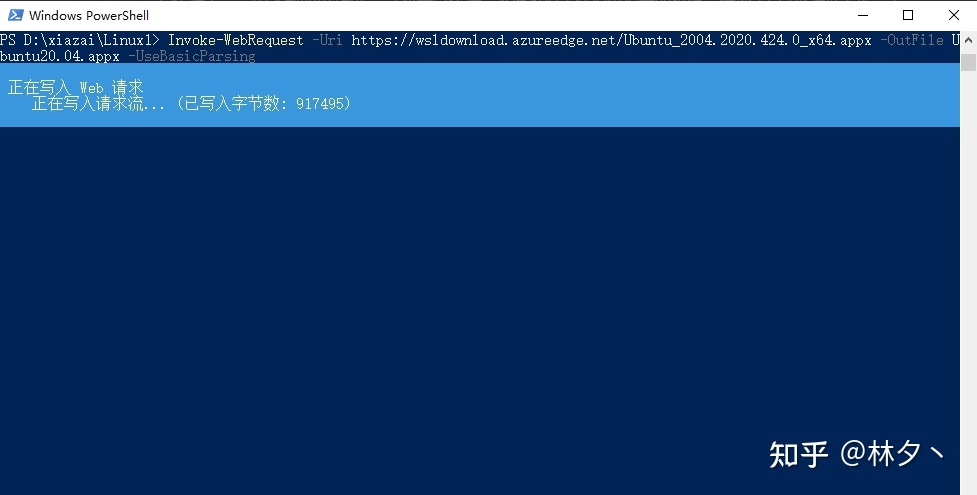 Windows PowerShell
PS D:\xiazai\Linux1> Invoke-WebRequest -Uri https://wsldownload.azureedge.net/Ubuntu_2004.2020.424.0_x64.appx -OutFile U
buntu20.04.appx -UseBasicParsing
正在写入 Web 请求
正在写入请求流... (已写入字节数: 917495)
知乎 @林夕丶